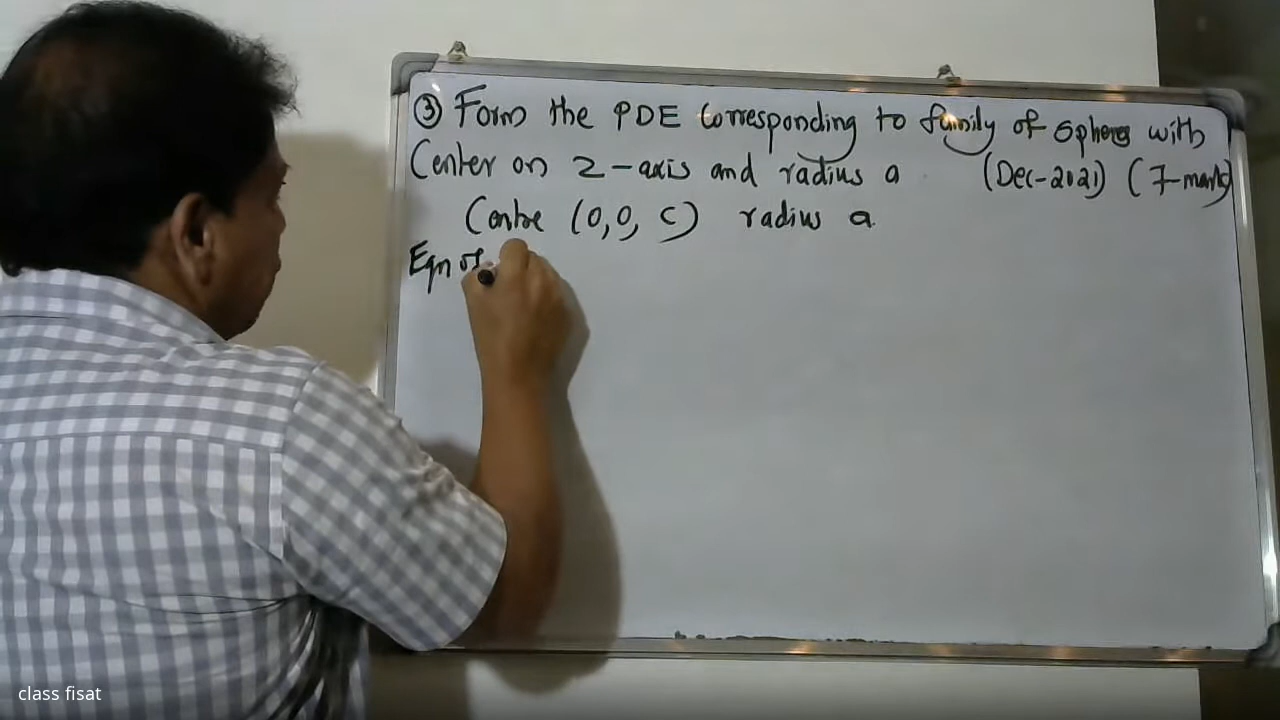 ③ Form the PDE Corresponding to family of Spheres with
Center on z-axis and radius a (Dec-2021) (7-marks)
Centre (0,0, c) radius a
Eqn of
class fisat